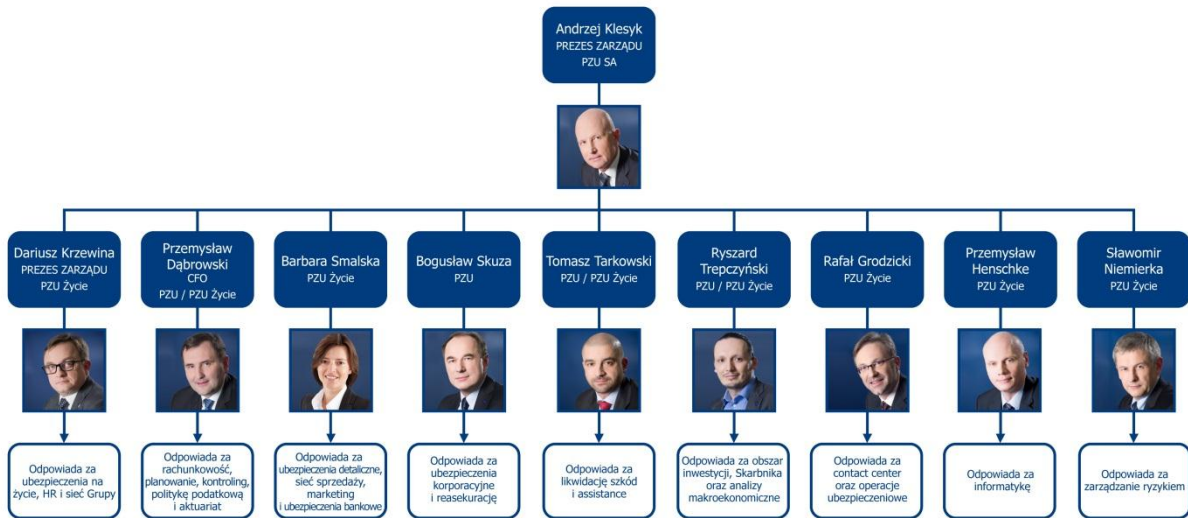 Andrzej Klesyk
PREZES ZARZĄDU
PZU SA
Dariusz Krzewina
PREZES ZARZĄDU
PZU Życie
Przemysław
Dąbrowski
CFO
PZU / PZU Życie
Barbara Smalska
PZU Życie
Bogusław Skuza
PZU
Tomasz Tarkowski
PZU / PZU Życie
Ryszard
Trepczyński
PZU / PZU Życie
Rafał Grodzicki
PZU Życie
Przemysław
Henschke
PZU Życie
Sławomir
Niemierka
PZU Życie
Odpowiada za
ubezpieczenia na
życie, HR i sieć Grupy
Odpowiada za
rachunkowość,
planowanie, kontroling,
politykę podatkową
i aktuariat
Odpowiada za
ubezpieczenia detaliczne,
sieć sprzedaży,
marketing
i ubezpieczenia bankowe
Odpowiada za
ubezpieczenia
korporacyjne
i reasekurację
Odpowiada za
likwidację szkód
i assistance
Odpowiada za obszar
inwestycji, Skarbnika
oraz analizy
makroekonomiczne
Odpowiada za
contact center
oraz operacje
ubezpieczeniowe
Odpowiada za
informatykę
Odpowiada za
zarządzanie ryzykiem